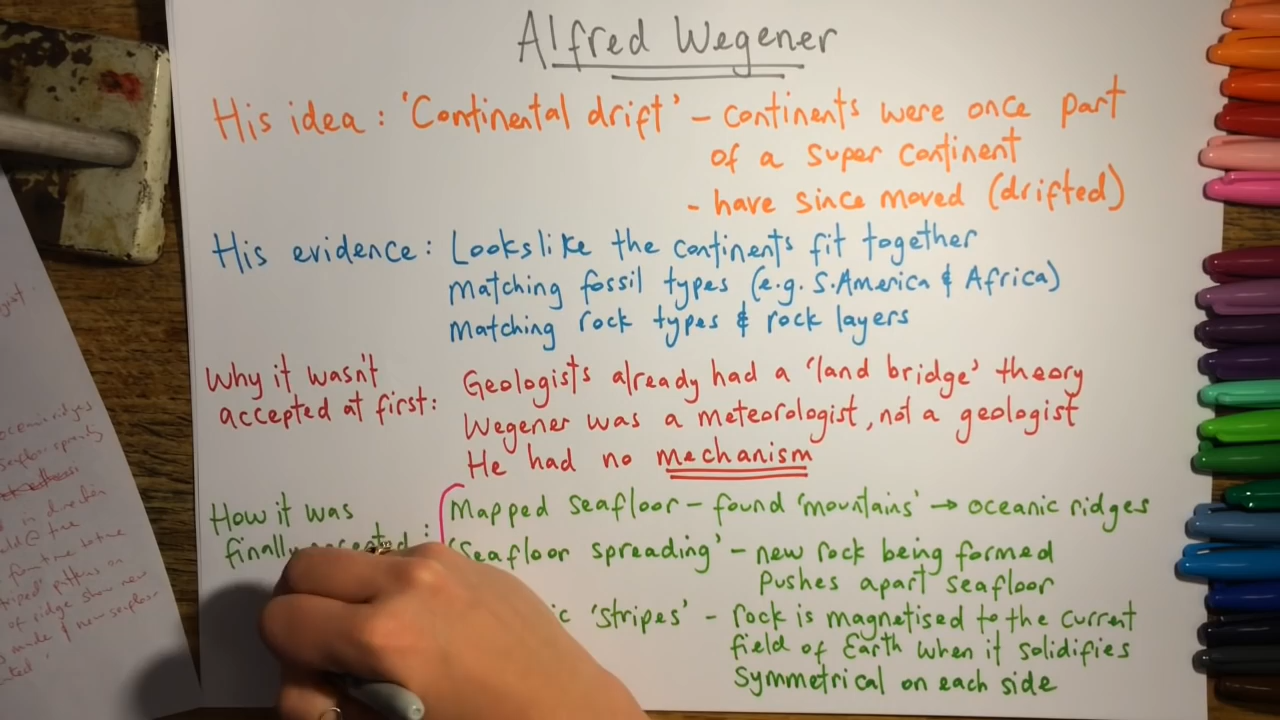 Alfred Wegener
His idea: 'Continental drift' - continents were once part
of a super continent
- have since moved (drifted)
His evidence: Looks like the continents fit together
Matching fossil types (e.g. S.America & Africa)
Matching rock types & rock layers
Why it wasn't
accepted at first: Geologists already had a 'land bridge' theory
Wegener was a meteorologist, not a geologist
He had no mechanism
How it was
finally accepted: Mapped seafloor - found 'mountains' → oceanic ridges
'Seafloor spreading' - new rock being formed
pushes apart seafloor
'stripes' - rock is magnetised to the current
field of Earth when it solidifies
Symmetrical on each side
oceanic ridges